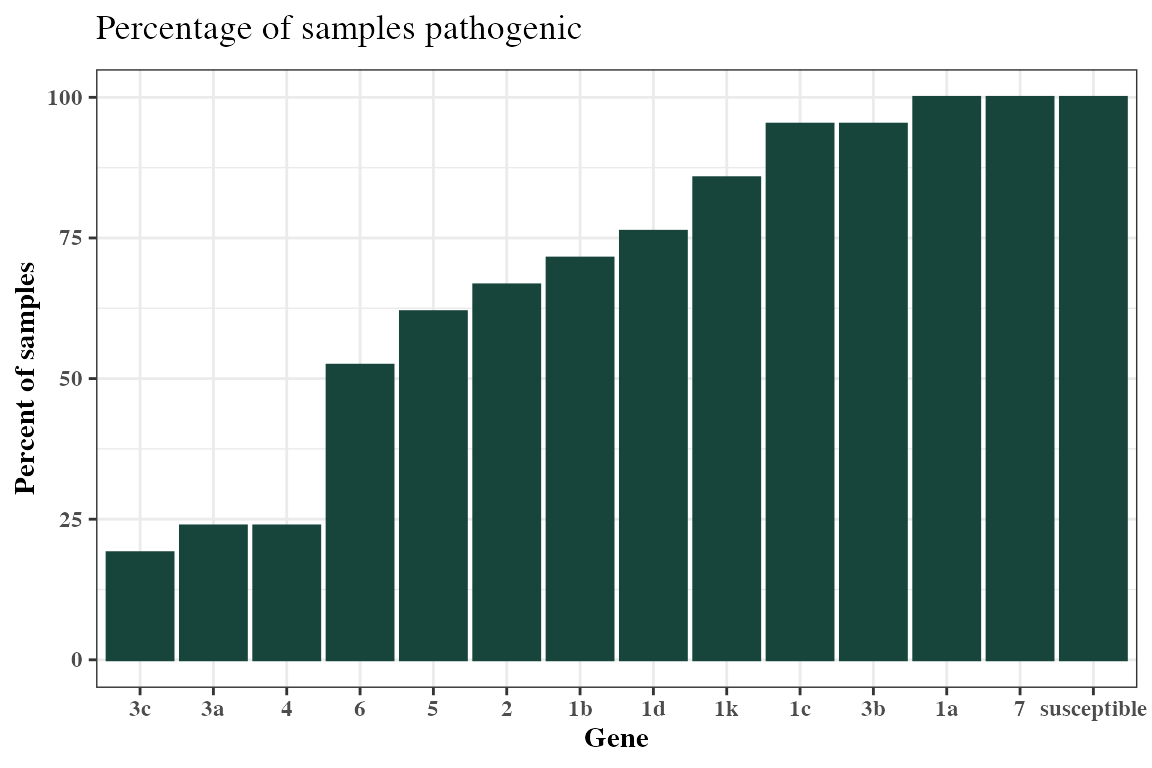 Percentage of samples pathogenic
100
75
50
25
0
Percent of samples
3c 3a 4 6 5 2 1b 1d 1k 1c 3b 1a 7 susceptible
Gene